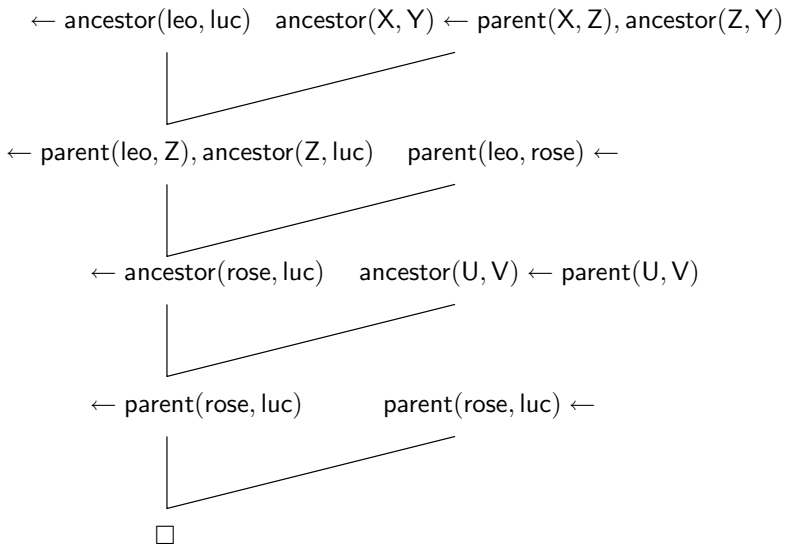 ← ancestor(leo, luc) ancestor(X, Y) ← parent(X, Z), ancestor(Z, Y)
← parent(leo, Z), ancestor(Z, luc) parent(leo, rose) ←
← ancestor(rose, luc) ancestor(U, V) ← parent(U, V)
← parent(rose, luc) parent(rose, luc) ←
□